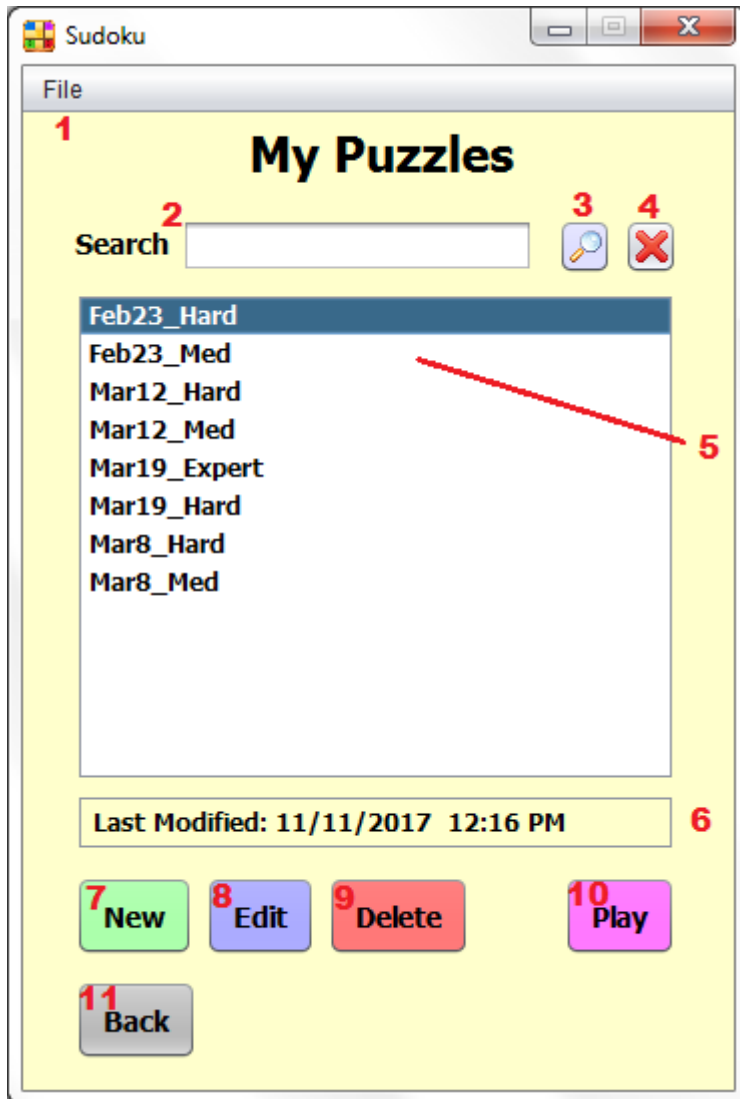 Sudoku
File
1
My Puzzles
2 3 4
Search
Feb23_Hard
Feb23_Med
Mar12_Hard
Mar12_Med
5
Mar19_Expert
Mar19_Hard
Mar8_Hard
Mar8_Med
Last Modified: 11/11/2017 12:16 PM 6
7 New 8 Edit 9 Delete 10 Play
11 Back